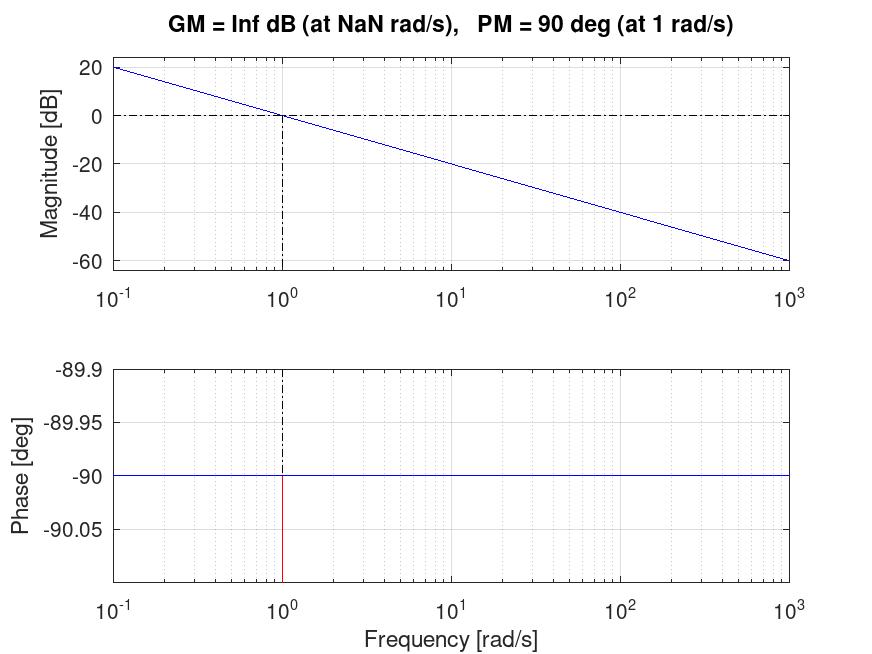 GM = Inf dB (at NaN rad/s),   PM = 90 deg (at 1 rad/s)
Magnitude [dB]
20
0
-20
-40
-60
10^-1 10^0 10^1 10^2 10^3
Phase [deg]
-89.9
-89.95
-90
-90.05
10^-1 10^0 10^1 10^2 10^3
Frequency [rad/s]